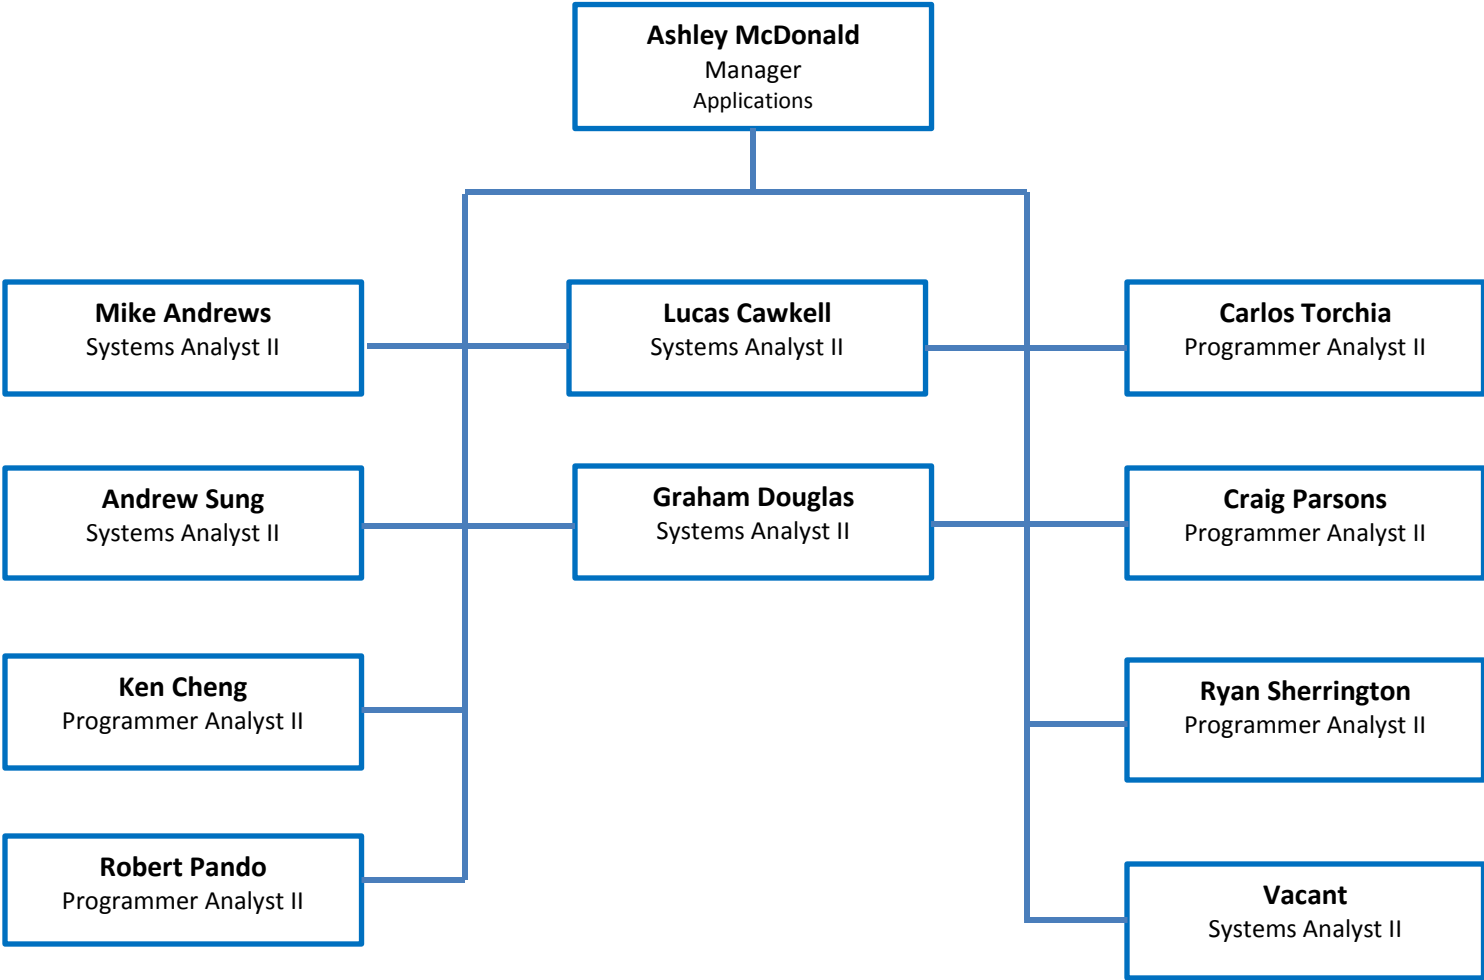 Ashley McDonald
Manager
Applications
Mike Andrews
Systems Analyst II
Lucas Cawkell
Systems Analyst II
Carlos Torchia
Programmer Analyst II
Andrew Sung
Systems Analyst II
Graham Douglas
Systems Analyst II
Craig Parsons
Programmer Analyst II
Ken Cheng
Programmer Analyst II
Ryan Sherrington
Programmer Analyst II
Robert Pando
Programmer Analyst II
Vacant
Systems Analyst II